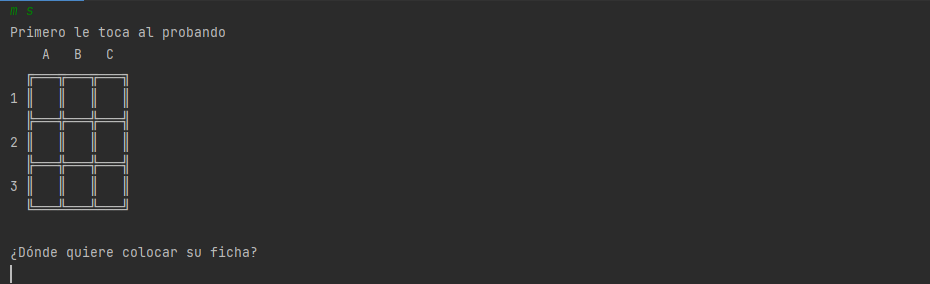 m s
Primero le toca al probando
A B C
╔═══╦═══╦═══╗
1 ║   ║   ║   ║
╠═══╬═══╬═══╣
2 ║   ║   ║   ║
╠═══╬═══╬═══╣
3 ║   ║   ║   ║
╚═══╩═══╩═══╝
¿Dónde quiere colocar su ficha?